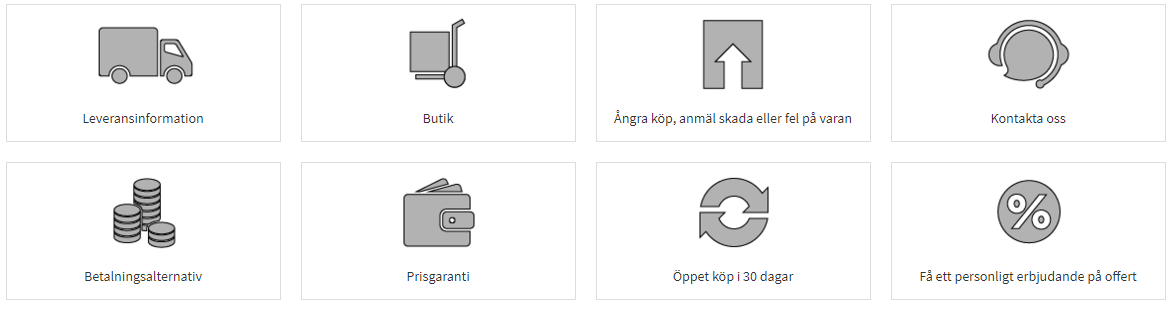 Leveransinformation
Butik
Ångra köp, anmäl skada eller fel på varan
Kontakta oss
Betalningsalternativ
Prisgaranti
Öppet köp i 30 dagar
Få ett personligt erbjudande på offert